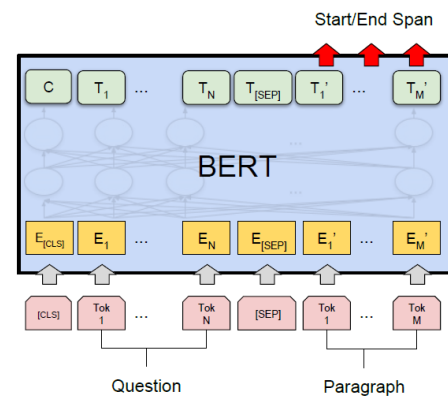 Start/End Span
C T1 ... TN T[SEP] T1' ... TM'
...
BERT
...
E[CLS] E1 ... EN E[SEP] E1' ... EM'
[CLS] Tok 1 ... Tok N [SEP] Tok 1 ... Tok M
Question Paragraph